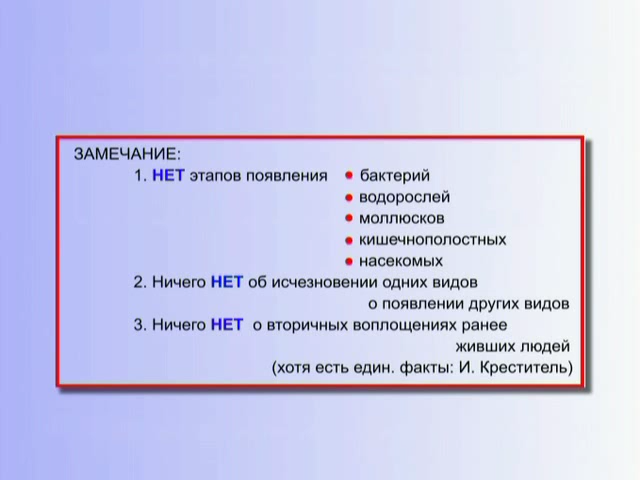 ЗАМЕЧАНИЕ:
1. НЕТ этапов появления • бактерий
• водорослей
• моллюсков
• кишечнополостных
• насекомых
2. Ничего НЕТ об исчезновении одних видов
о появлении других видов
3. Ничего НЕТ о вторичных воплощениях ранее
живших людей
(хотя есть един. факты: И. Креститель)